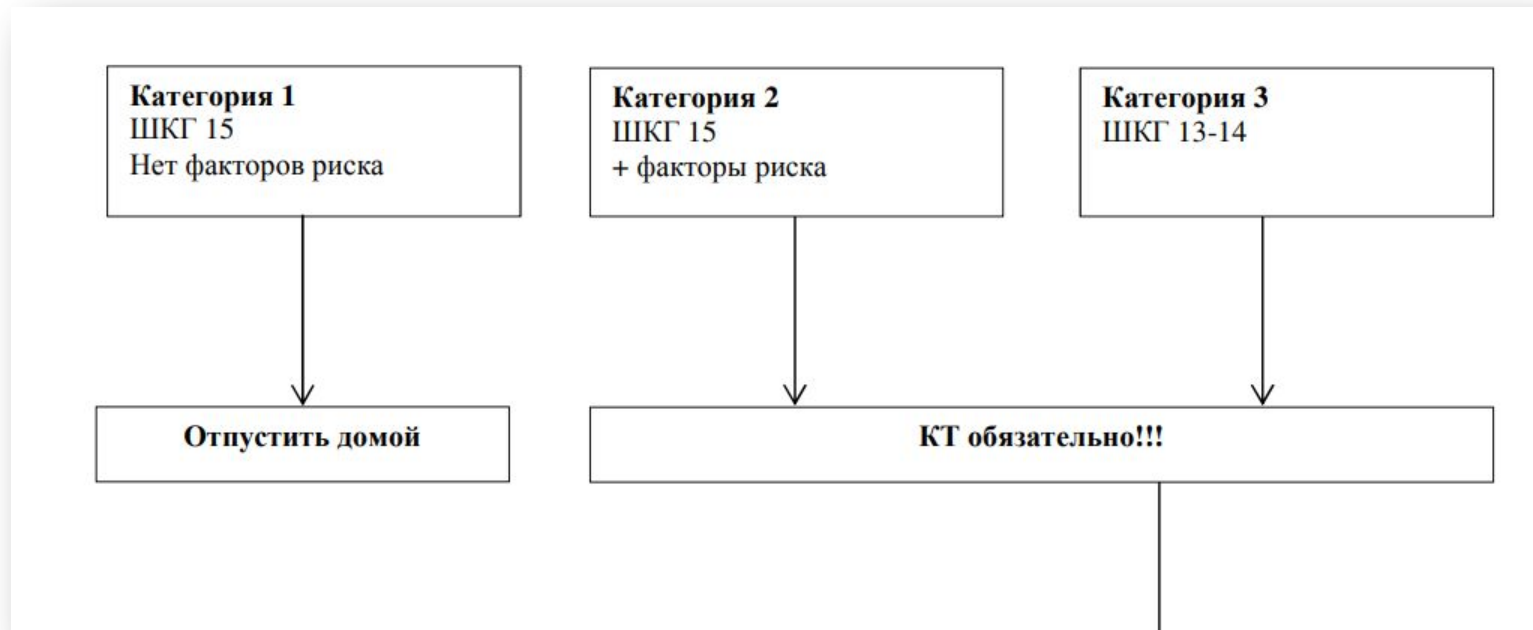 Категория 1
ШКГ 15
Нет факторов риска
Категория 2
ШКГ 15
+ факторы риска
Категория 3
ШКГ 13-14
Отпустить домой
КТ обязательно!!!